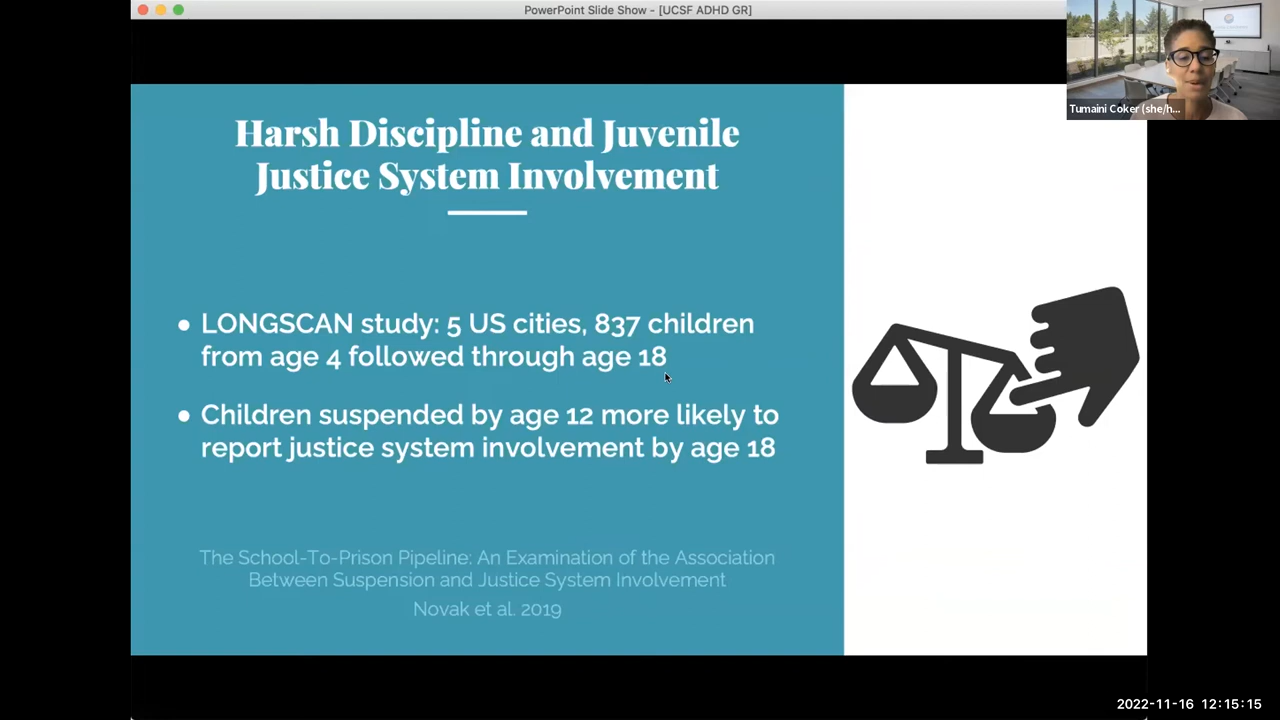 PowerPoint Slide Show - [UCSF ADHD GR]
Tumaini Coker (she/h...
Harsh Discipline and Juvenile
Justice System Involvement
● LONGSCAN study: 5 US cities, 837 children
from age 4 followed through age 18
● Children suspended by age 12 more likely to
report justice system involvement by age 18
The School-To-Prison Pipeline: An Examination of the Association
Between Suspension and Justice System Involvement
Novak et al. 2019
2022-11-16 12:15:15